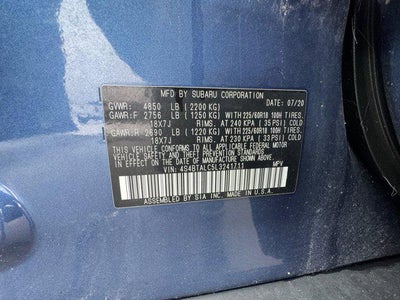 MFD BY SUBARU CORPORATION
GVWR: 4850 LB (2200 KG) DATE: 07/20
GAWR:F 2756 LB (1250 KG) WITH 225/60R18 100H TIRES.
18X7J RIMS. AT 240 KPA (35 PSI) COLD
GAWR:R 2690 LB (1220 KG) WITH 225/60R18 100H TIRES.
18X7J RIMS. AT 230 KPA (33 PSI) COLD
THIS VEHICLE CONFORMS TO ALL APPLICABLE FEDERAL MOTOR
VEHICLE SAFETY, BUMPER, AND THEFT PREVENTION STANDARDS
IN EFFECT ON THE DATE OF MANUFACTURE SHOWN ABOVE.
VIN: 4S4BTALC5L3241711 MPV
ASSEMBLED BY SIA INC. MADE IN U.S.A.